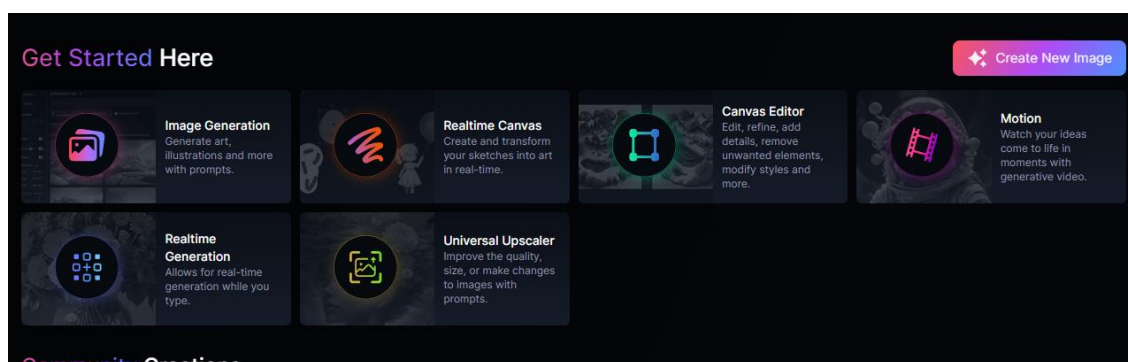 Get Started Here
Create New Image
Image Generation
Generate art,
illustrations and more
with prompts.
Realtime Canvas
Create and transform
your sketches into art
in real-time.
Canvas Editor
Edit, refine, add
details, remove
unwanted elements,
modify styles and
more.
Motion
Watch your ideas
come to life in
moments with
generative video.
Realtime
Generation
Allows for real-time
generation while you
type.
Universal Upscaler
Improve the quality,
size, or make changes
to images with
prompts.
Community Creations